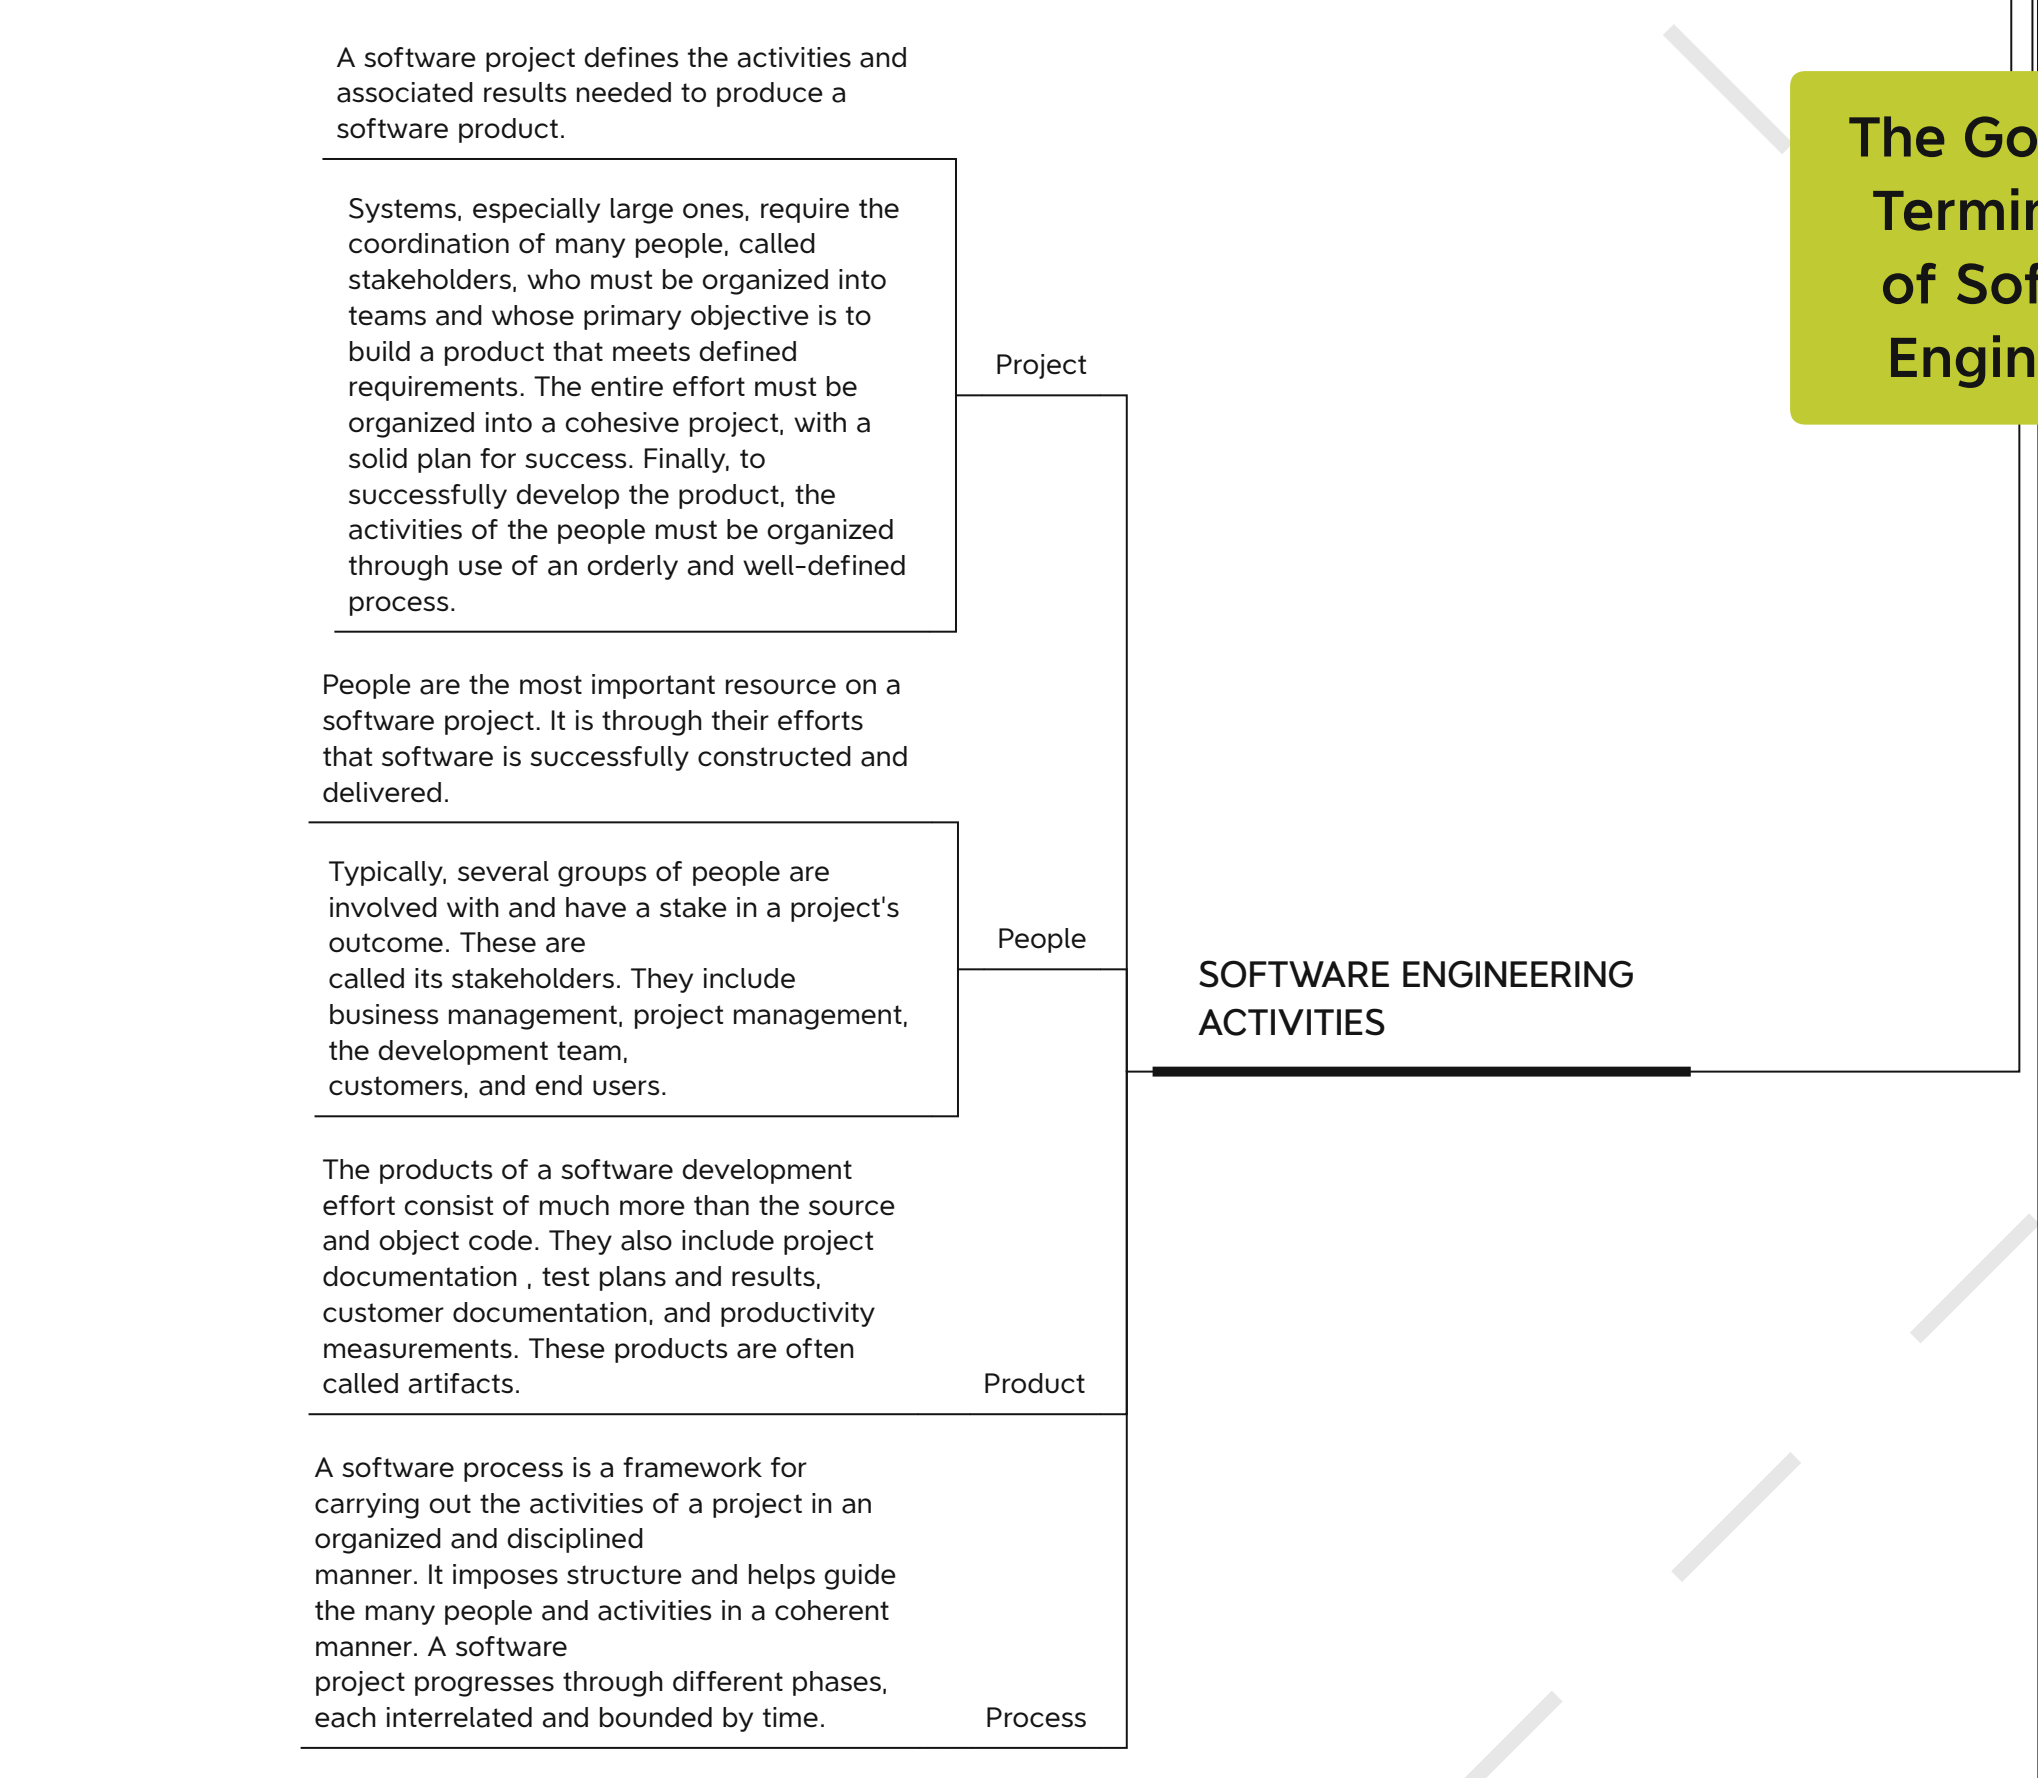 A software project defines the activities and
associated results needed to produce a
software product.
Systems, especially large ones, require the
coordination of many people, called
stakeholders, who must be organized into
teams and whose primary objective is to
build a product that meets defined
requirements. The entire effort must be
organized into a cohesive project, with a
solid plan for success. Finally, to
successfully develop the product, the
activities of the people must be organized
through use of an orderly and well-defined
process.
Project
People are the most important resource on a
software project. It is through their efforts
that software is successfully constructed and
delivered.
Typically, several groups of people are
involved with and have a stake in a project's
outcome. These are
called its stakeholders. They include
business management, project management,
the development team,
customers, and end users.
People
The products of a software development
effort consist of much more than the source
and object code. They also include project
documentation , test plans and results,
customer documentation, and productivity
measurements. These products are often
called artifacts.
Product
A software process is a framework for
carrying out the activities of a project in an
organized and disciplined
manner. It imposes structure and helps guide
the many people and activities in a coherent
manner. A software
project progresses through different phases,
each interrelated and bounded by time.
Process
SOFTWARE ENGINEERING
ACTIVITIES
The
of